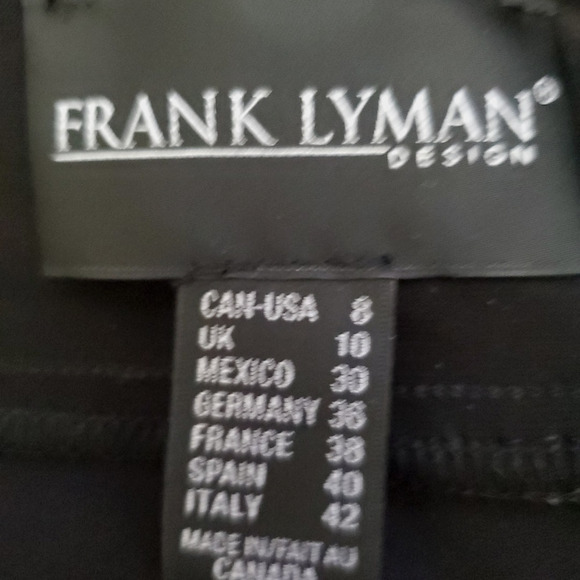 FRANK LYMAN®
DESIGN
CAN-USA 8
UK 10
MEXICO 30
GERMANY 36
FRANCE 38
SPAIN 40
ITALY 42
MADE IN/FAIT AU
CANADA